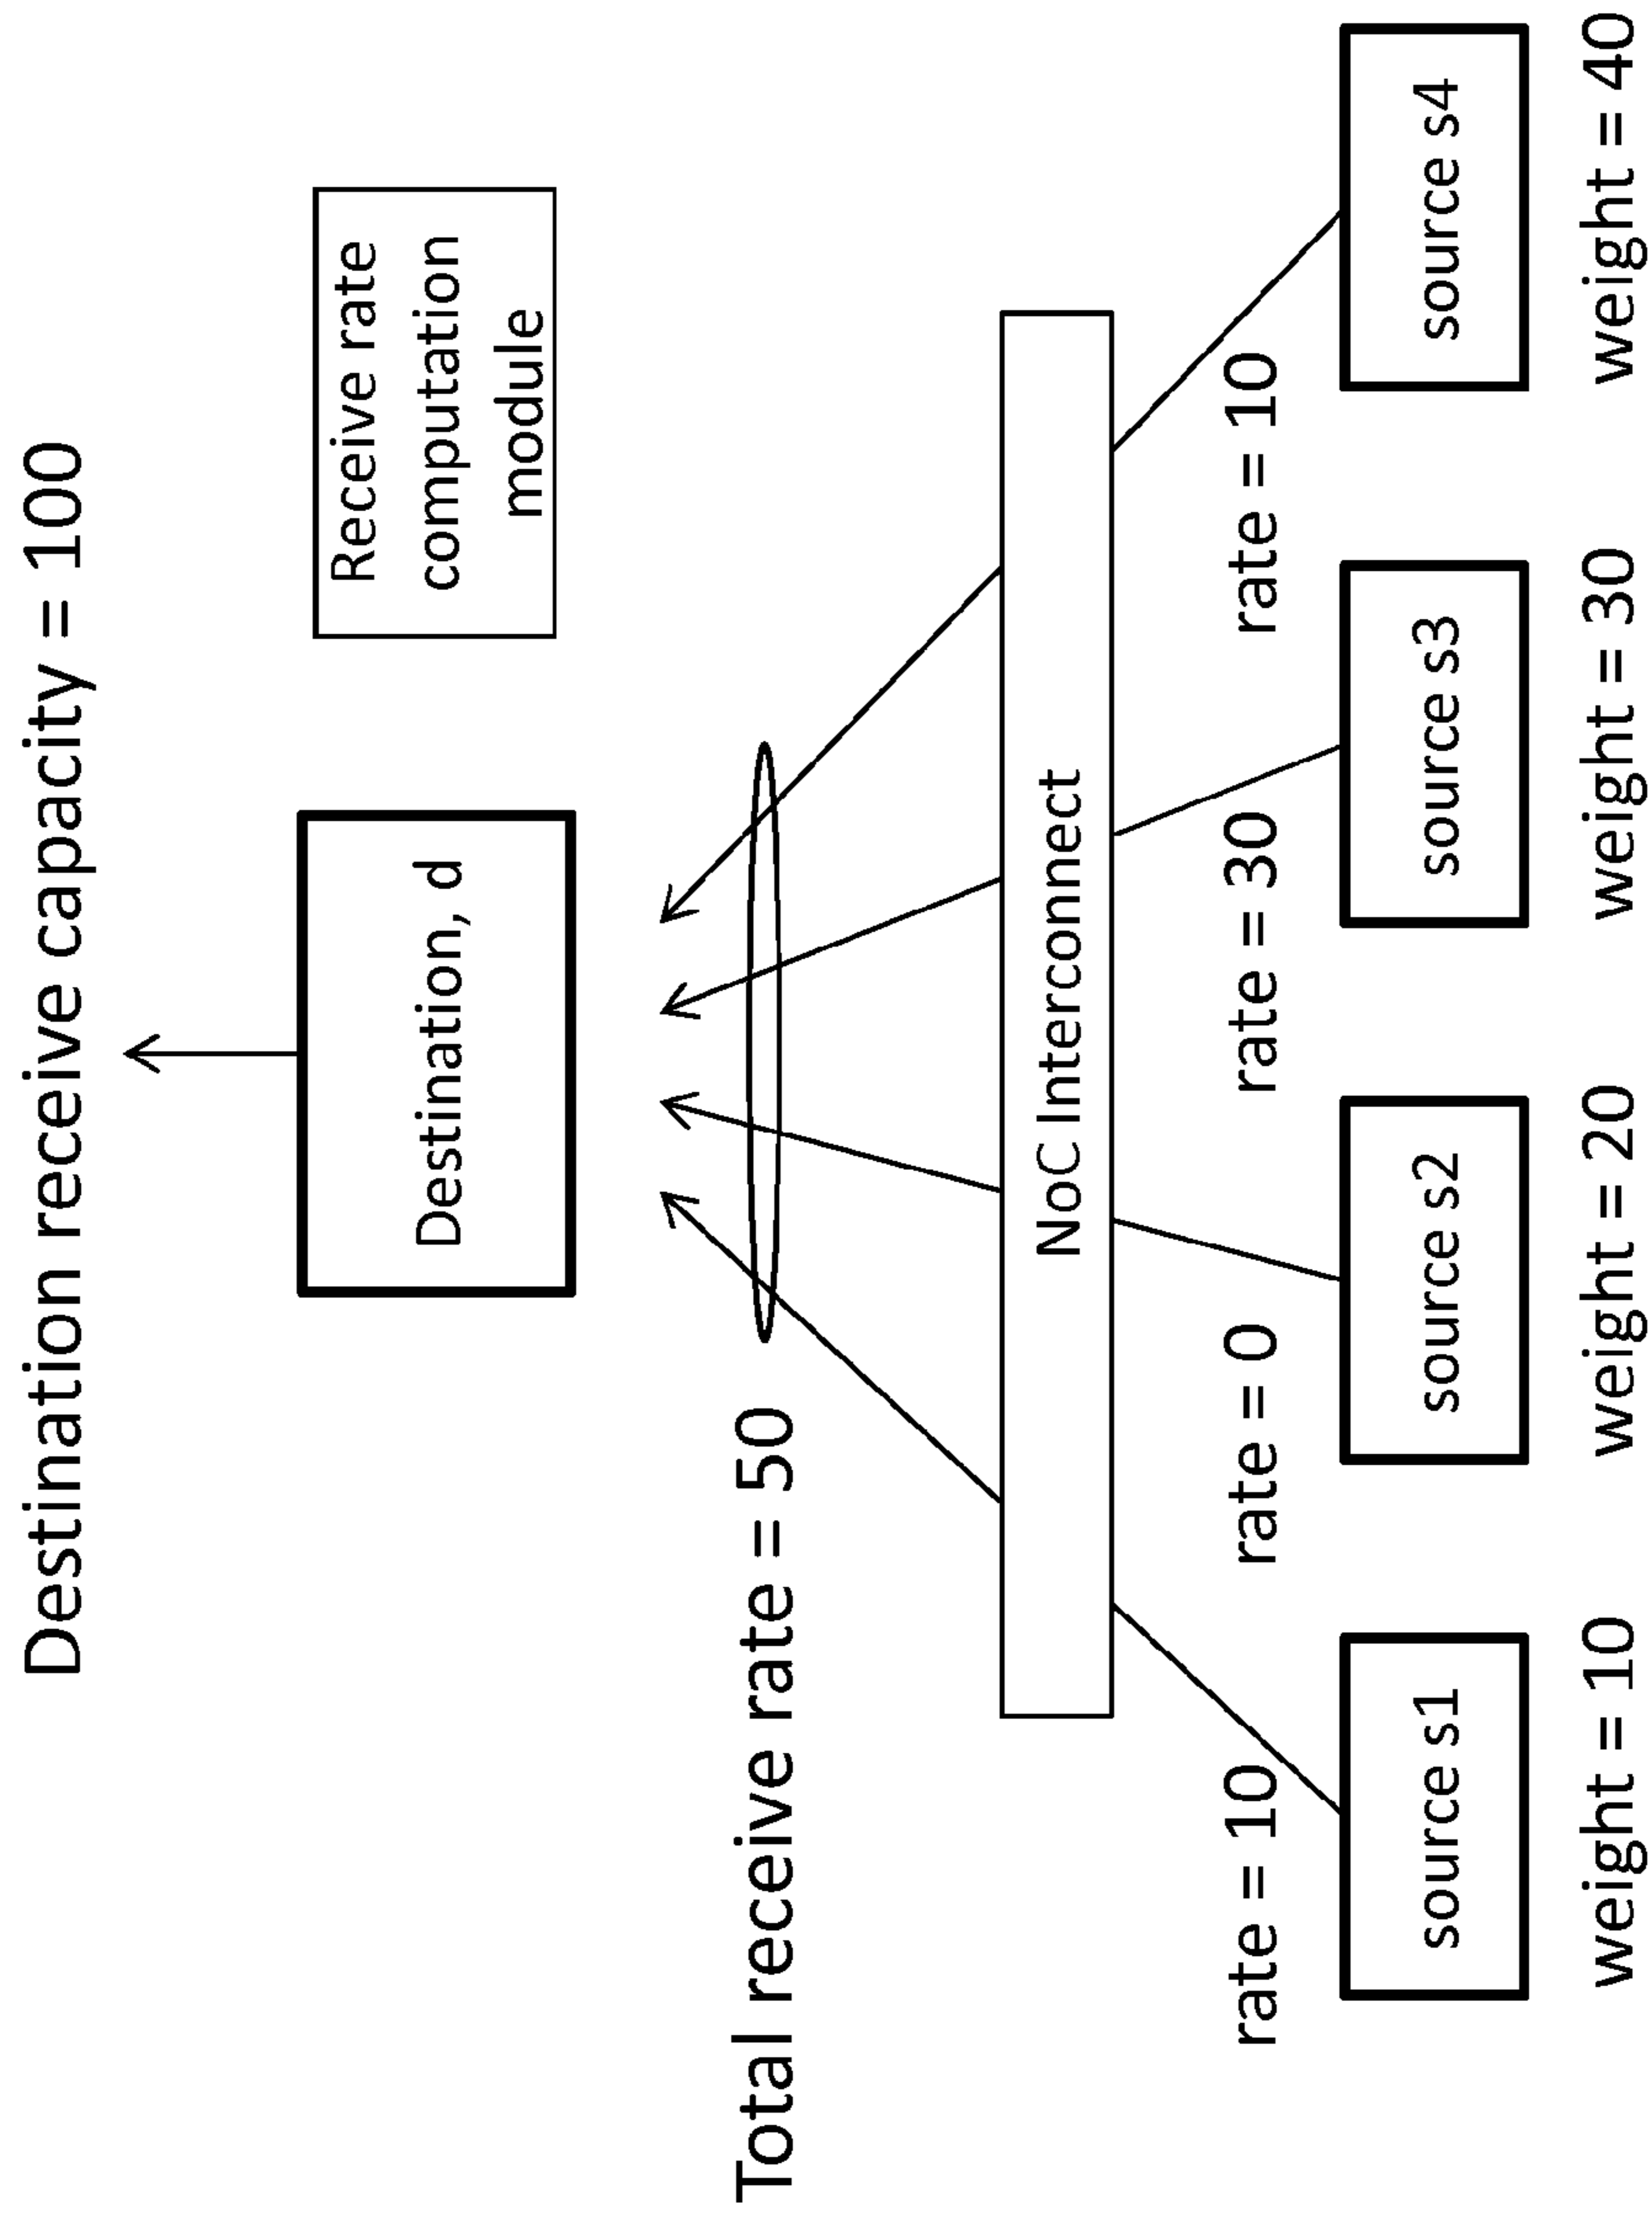 Destination receive capacity = 100
Destination, d
Receive rate
computation
module
Total receive rate = 50
NoC Interconnect
rate = 10
rate = 0
rate = 30
rate = 10
source s1
source s2
source s3
source s4
weight = 10
weight = 20
weight = 30
weight = 40